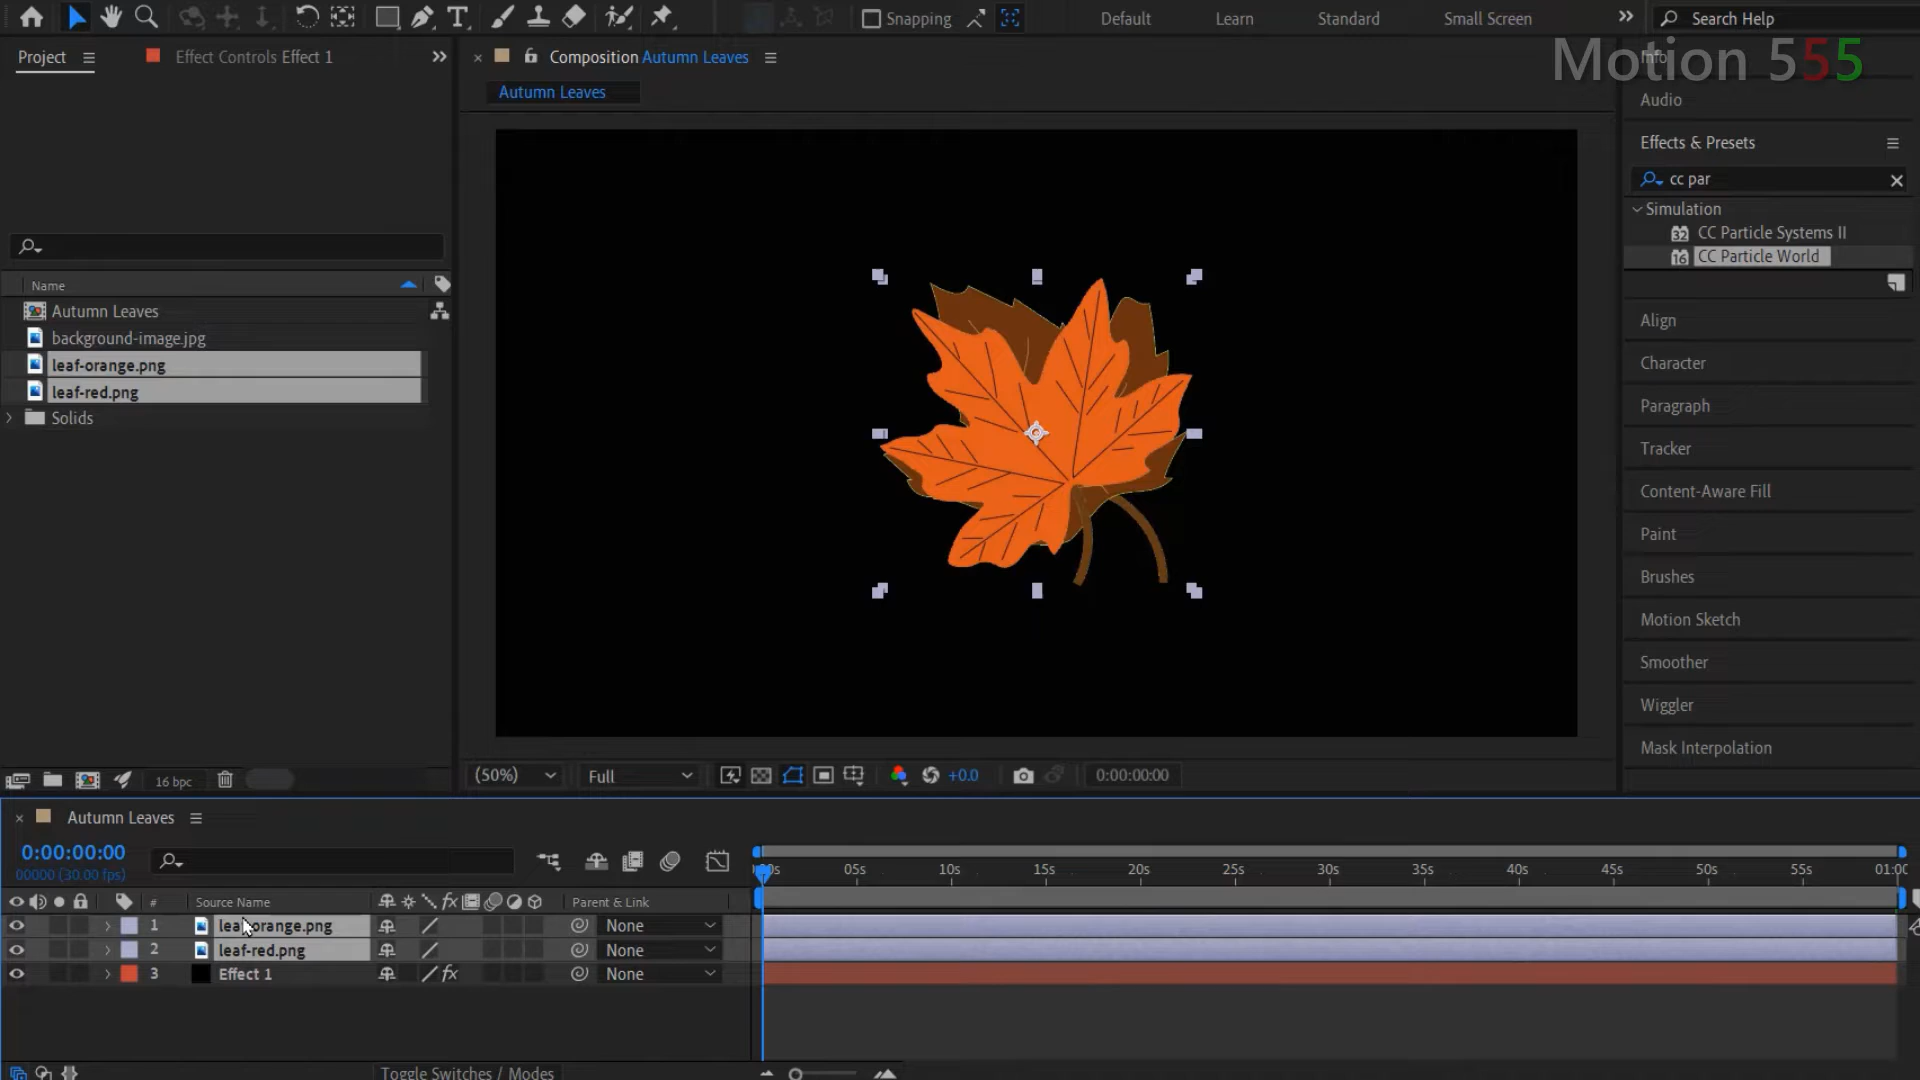 Snapping
Default
Learn
Standard
Small Screen
Search Help
Motion 555
Project
Effect Controls Effect 1
Composition Autumn Leaves
Info
Autumn Leaves
Audio
Effects & Presets
cc par
Simulation
32 CC Particle Systems II
16 CC Particle World
Name
Autumn Leaves
background-image.jpg
leaf-orange.png
leaf-red.png
Solids
Align
Character
Paragraph
Tracker
Content-Aware Fill
Paint
Brushes
Motion Sketch
Smoother
Wiggler
Mask Interpolation
16 bpc
(50%)
Full
+0.0
0:00:00:00
Autumn Leaves
0:00:00:00
00000 (30.00 fps)
05s 10s 15s 20s 25s 30s 35s 40s 45s 50s 55s 01:00
# Source Name Parent & Link
1 leaf-orange.png None
2 leaf-red.png None
3 Effect 1 None
Toggle Switches / Modes